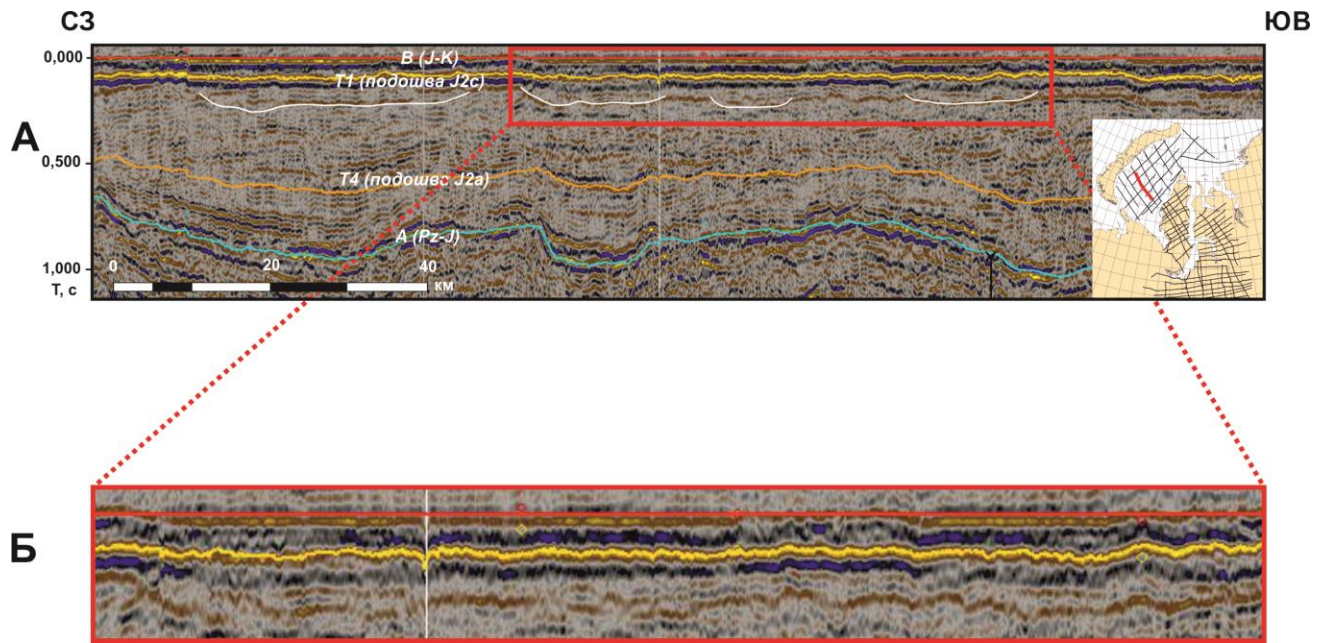 СЗ
ЮВ
0,000
В (J-K)
T1 (подошва J2c)
А
0,500
T4 (подошва J2a)
А (Pz-J)
1,000
Т, с
0
20
40
км
Б